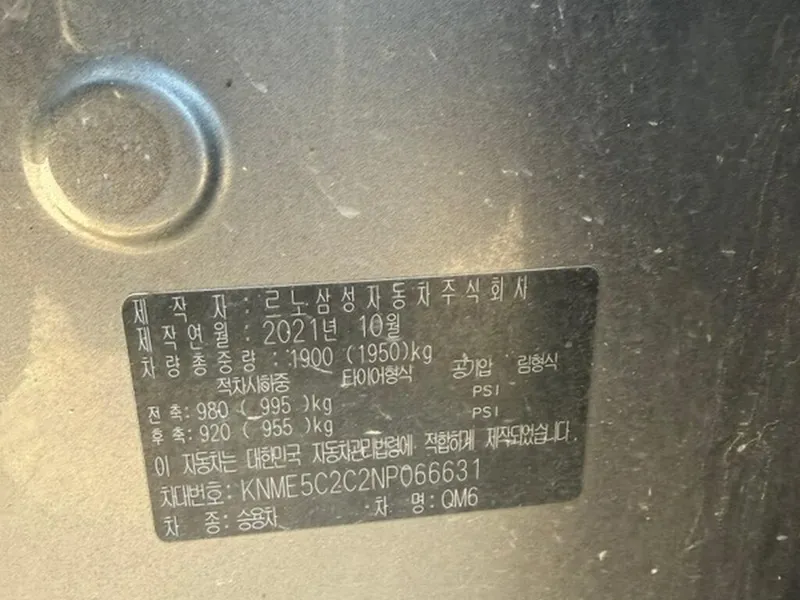 제 작 자 : 르노삼성자동차주식회사
제작연월 : 2021년 10월
차량총중량 : 1900 (1950)kg
적차시하중 타이어형식 공기압 림형식
PSI
전 축: 980 ( 995 )kg PSI
후 축: 920 ( 955 )kg
이 자동차는 대한민국 자동차관리법령에 적합하게 제작되었습니다.
차대번호: KNME5C2C2NP066631
차 종: 승용차 차 명: QM6